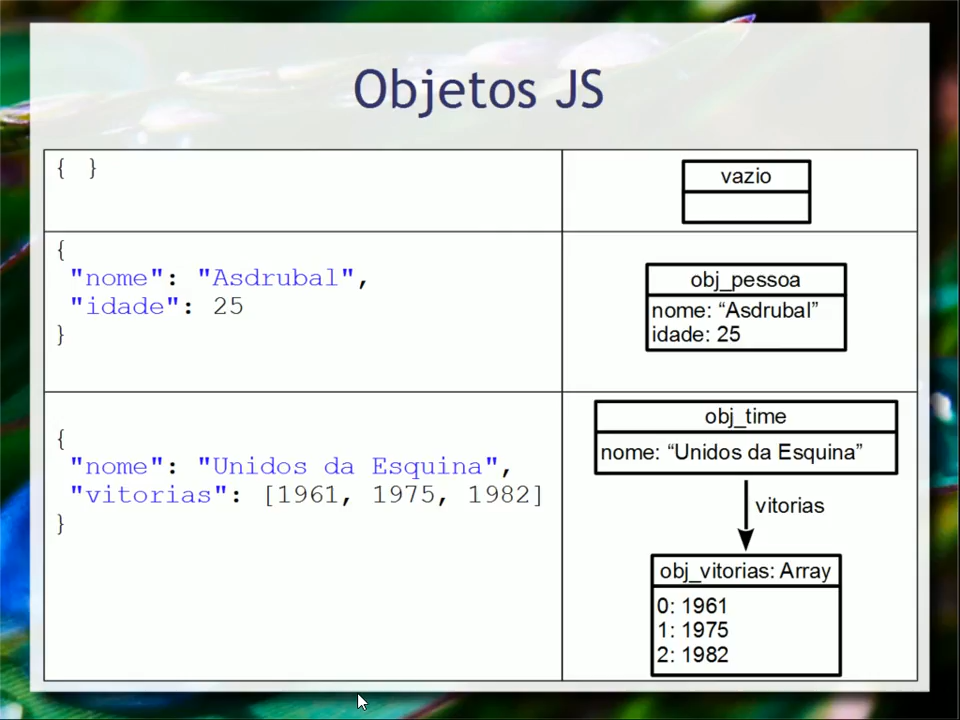 Objetos JS
{ }
vazio
{
"nome": "Asdrubal",
"idade": 25
}
obj_pessoa
nome: “Asdrubal”
idade: 25
{
"nome": "Unidos da Esquina",
"vitorias": [1961, 1975, 1982]
}
obj_time
nome: “Unidos da Esquina”
vitorias
obj_vitorias: Array
0: 1961
1: 1975
2: 1982